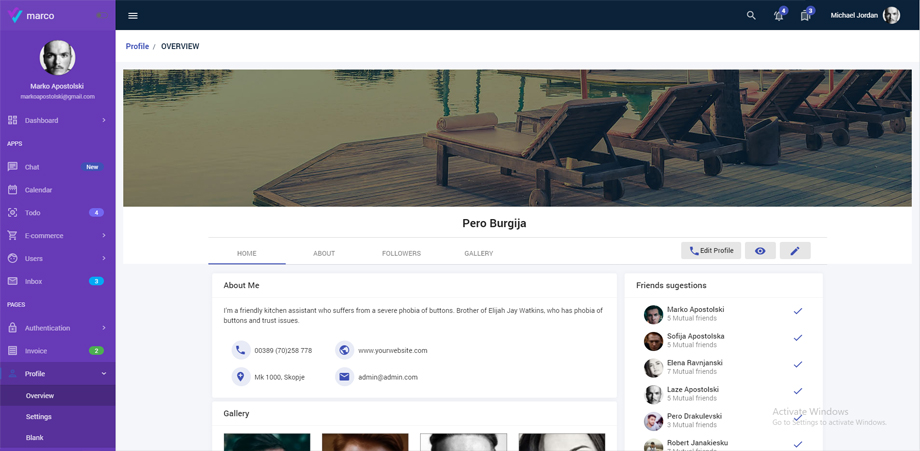 marco
4
3
Michael Jordan
Marko Apostolski
markoapostolski@gmail.com
Dashboard
APPS
Chat New
Calendar
Todo 4
E-commerce
Users
Inbox 3
PAGES
Authentication
Invoice 2
Profile
Overview
Settings
Blank
Profile / OVERVIEW
Pero Burgija
HOME ABOUT FOLLOWERS GALLERY
Edit Profile
About Me
I'm a friendly kitchen assistant who suffers from a severe phobia of buttons. Brother of Elijah Jay Watkins, who has phobia of
buttons and trust issues.
00389 (70)258 778 www.yourwebsite.com
Mk 1000, Skopje admin@admin.com
Gallery
Friends sugestions
Marko Apostolski
5 Mutual friends
Sofija Apostolska
5 Mutual friends
Elena Ravnjanski
7 Mutual friends
Laze Apostolski
5 Mutual friends
Pero Drakulevski
3 Mutual friends
Robert Janakiesku
7 Mutual friends
Activate Windows
Go to Settings to activate Windows.